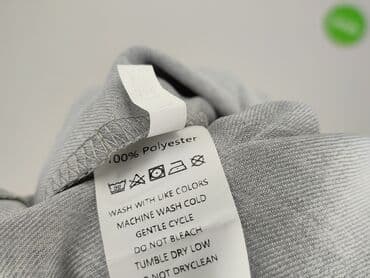 100% Polyester
WASH WITH LIKE COLORS
MACHINE WASH COLD
GENTLE CYCLE
DO NOT BLEACH
TUMBLE DRY LOW
DO NOT DRYCLEAN